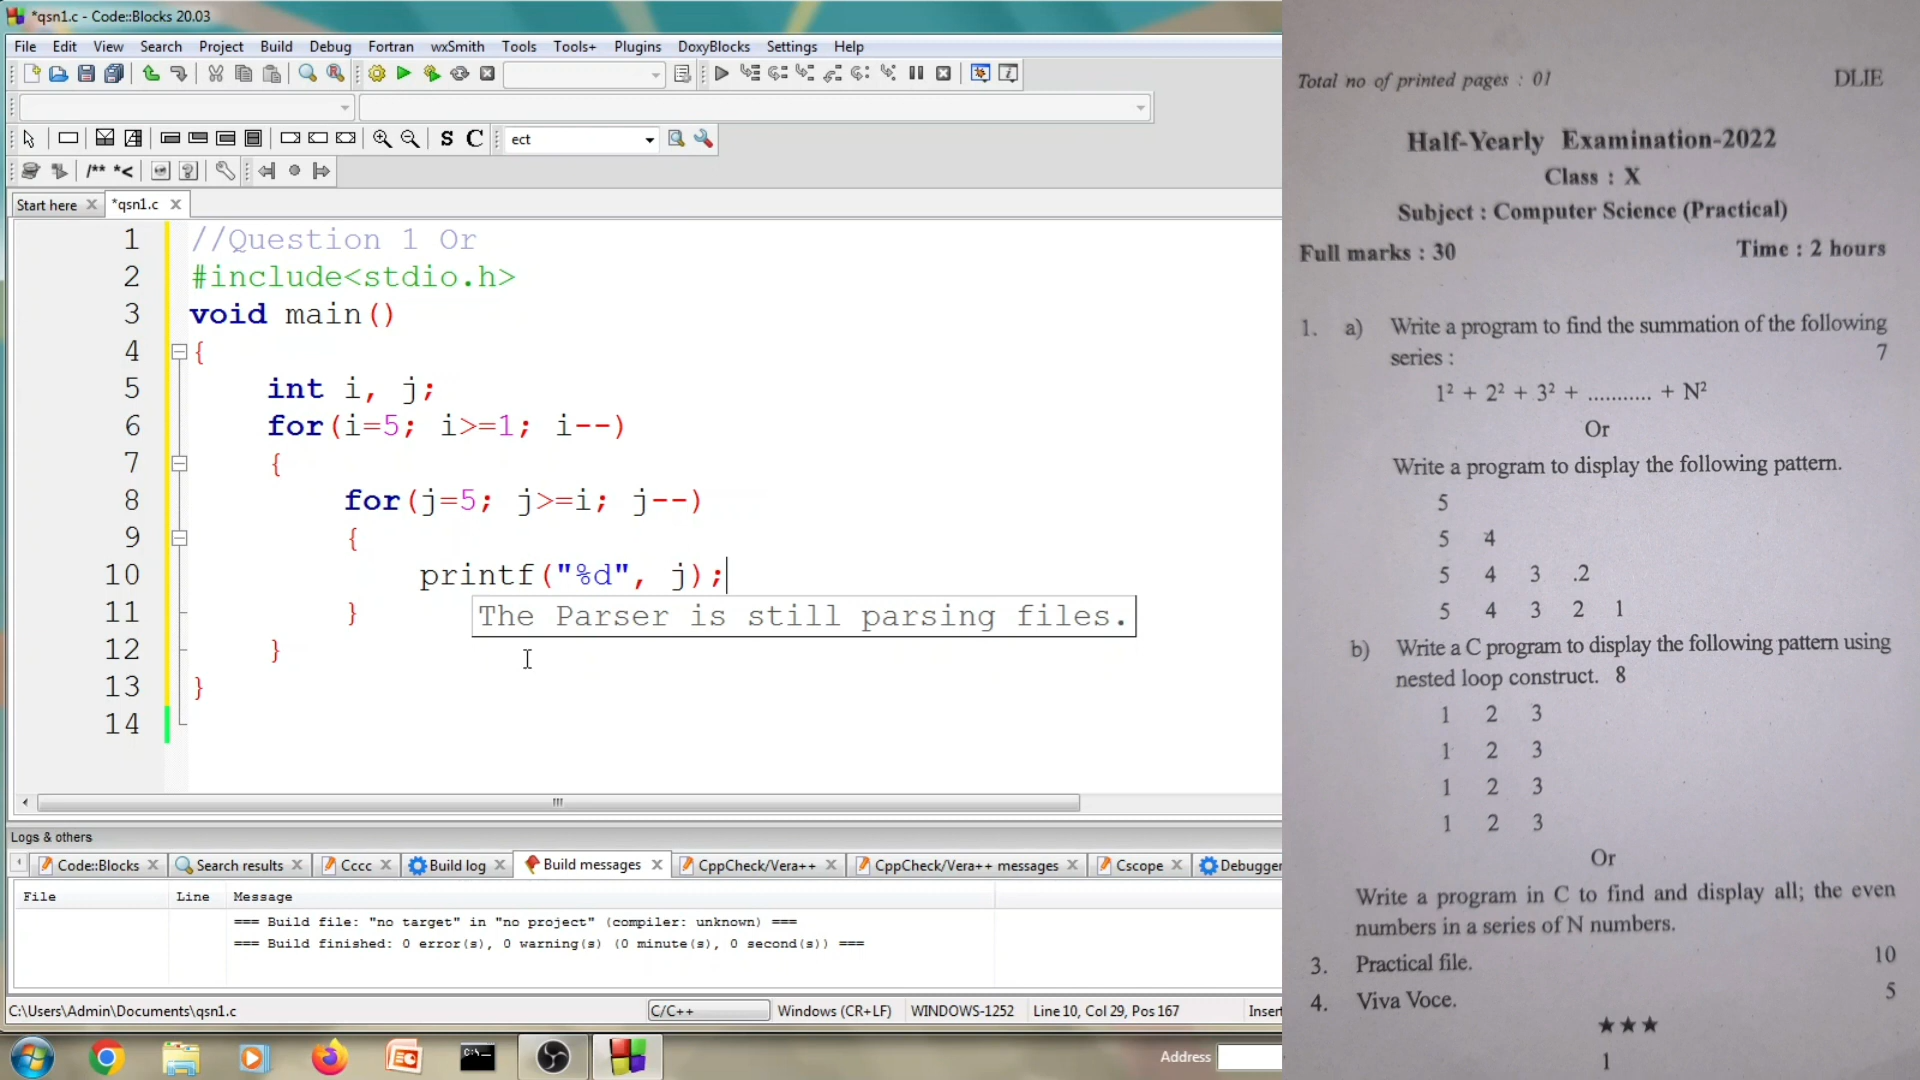 *qsn1.c - Code::Blocks 20.03
File Edit View Search Project Build Debug Fortran wxSmith Tools Tools+ Plugins DoxyBlocks Settings Help
S C ect
/** *<
Start here *qsn1.c
1 //Question 1 Or
2 #include<stdio.h>
3 void main()
4 {
5 int i, j;
6 for(i=5; i>=1; i--)
7 {
8 for(j=5; j>=i; j--)
9 {
10 printf("%d", j);
11 }
The Parser is still parsing files.
12 }
13 }
14
Logs & others
Code::Blocks Search results Cccc Build log Build messages CppCheck/Vera++ CppCheck/Vera++ messages Cscope Debugger
File Line Message
=== Build file: "no target" in "no project" (compiler: unknown) ===
=== Build finished: 0 error(s), 0 warning(s) (0 minute(s), 0 second(s)) ===
C:\Users\Admin\Documents\qsn1.c C/C++ Windows (CR+LF) WINDOWS-1252 Line 10, Col 29, Pos 167 Insert
Address
Total no of printed pages : 01 DLIE
Half-Yearly Examination-2022
Class : X
Subject : Computer Science (Practical)
Full marks : 30 Time : 2 hours
1. a) Write a program to find the summation of the following
series : 7
1² + 2² + 3² + ........... + N²
Or
Write a program to display the following pattern.
5
5 4
5 4 3 .2
5 4 3 2 1
b) Write a C program to display the following pattern using
nested loop construct. 8
1 2 3
1 2 3
1 2 3
1 2 3
Or
Write a program in C to find and display all; the even
numbers in a series of N numbers.
3. Practical file. 10
4. Viva Voce. 5
★★★
1